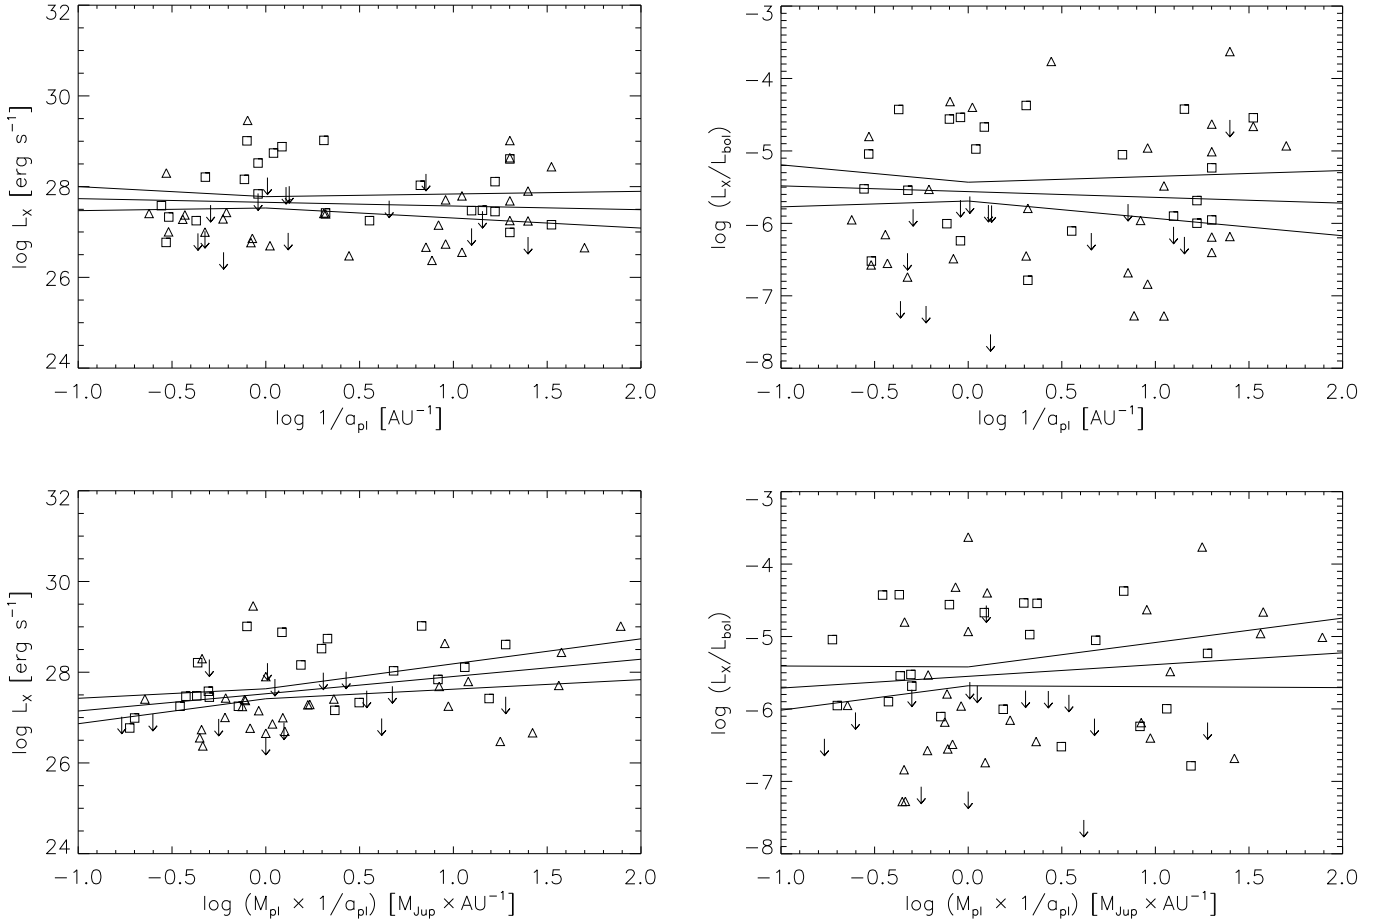 32
30
28
26
24
log L_X [erg s⁻¹]
−1.0 −0.5 0.0 0.5 1.0 1.5 2.0
log 1/a_pl [AU⁻¹]
−3
−4
−5
−6
−7
−8
log (L_X/L_bol)
−1.0 −0.5 0.0 0.5 1.0 1.5 2.0
log 1/a_pl [AU⁻¹]
32
30
28
26
24
log L_X [erg s⁻¹]
−1.0 −0.5 0.0 0.5 1.0 1.5 2.0
log (M_pl × 1/a_pl) [M_Jup × AU⁻¹]
−3
−4
−5
−6
−7
−8
log (L_X/L_bol)
−1.0 −0.5 0.0 0.5 1.0 1.5 2.0
log (M_pl × 1/a_pl) [M_Jup × AU⁻¹]